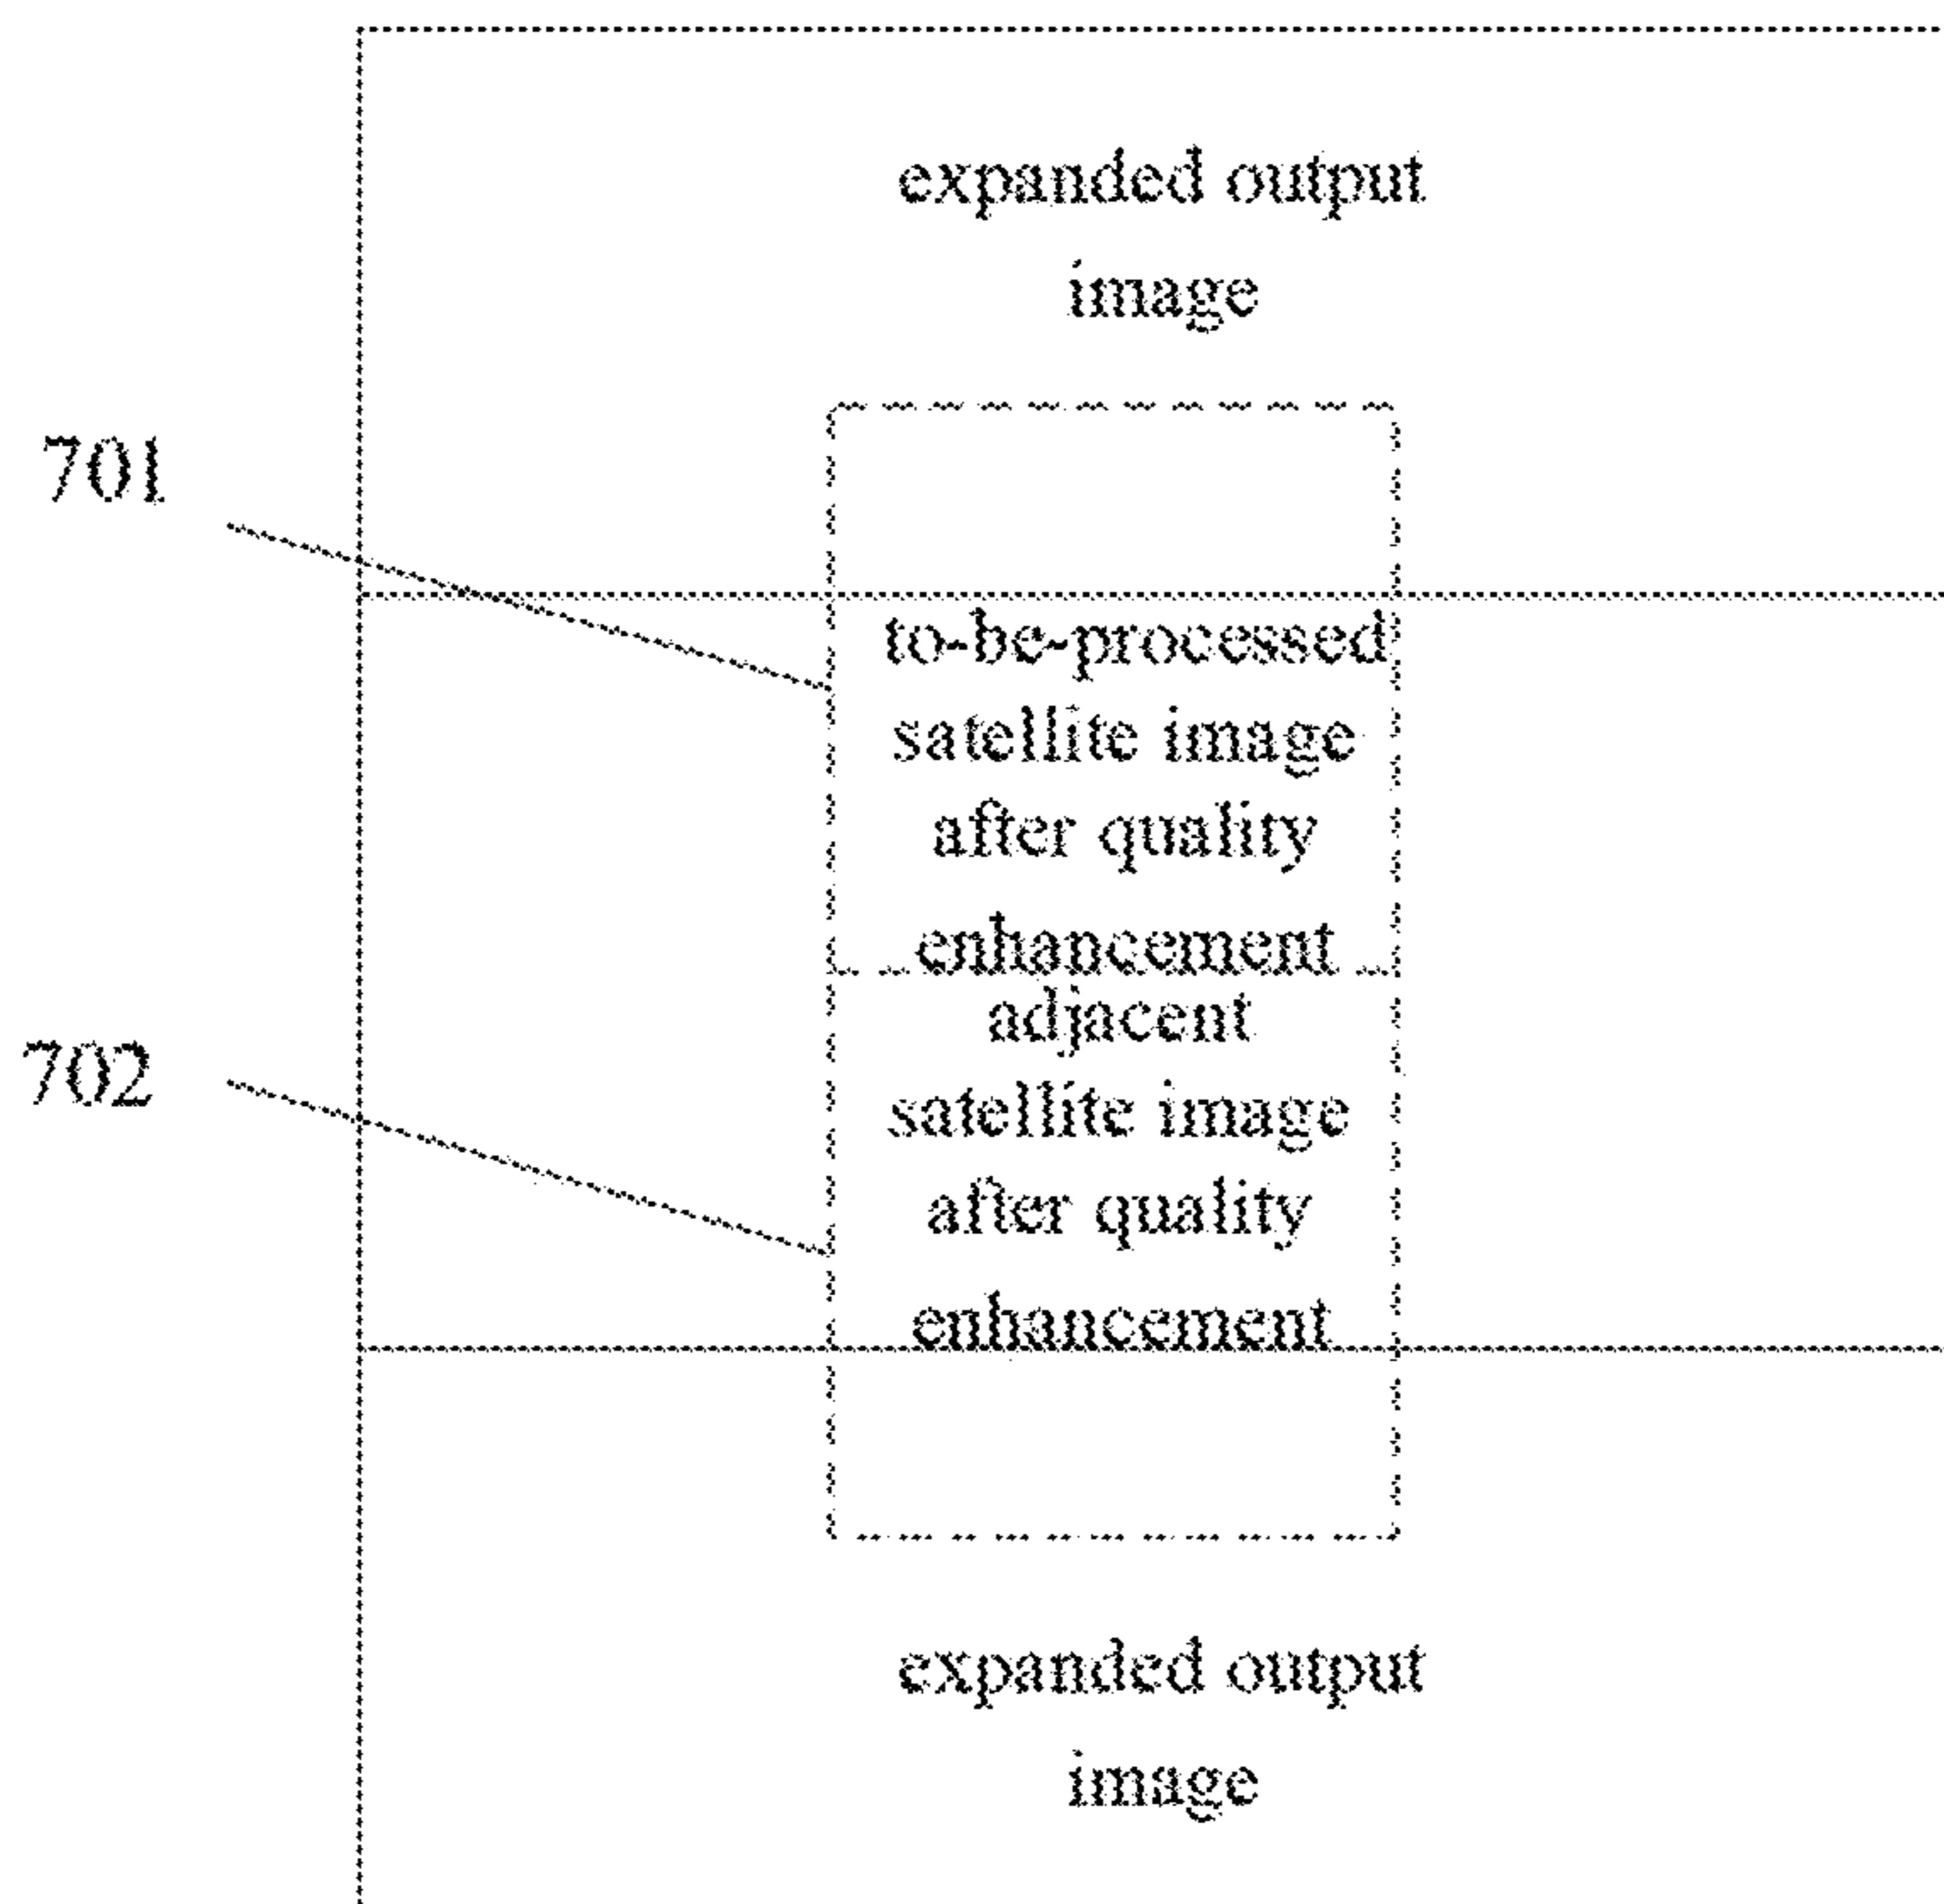 expanded output
image
701
to-be-processed
satellite image
after quality
enhancement
adjacent
702
satellite image
after quality
enhancement
expanded output
image